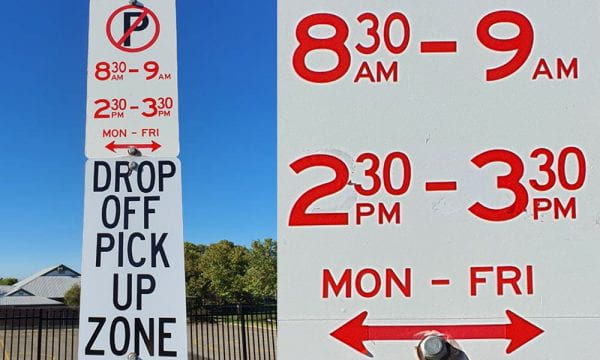 P
8:30 AM – 9 AM
2:30 PM – 3:30 PM
MON – FRI
DROP
OFF
PICK
UP
ZONE
8:30 AM – 9 AM
2:30 PM – 3:30 PM
MON – FRI